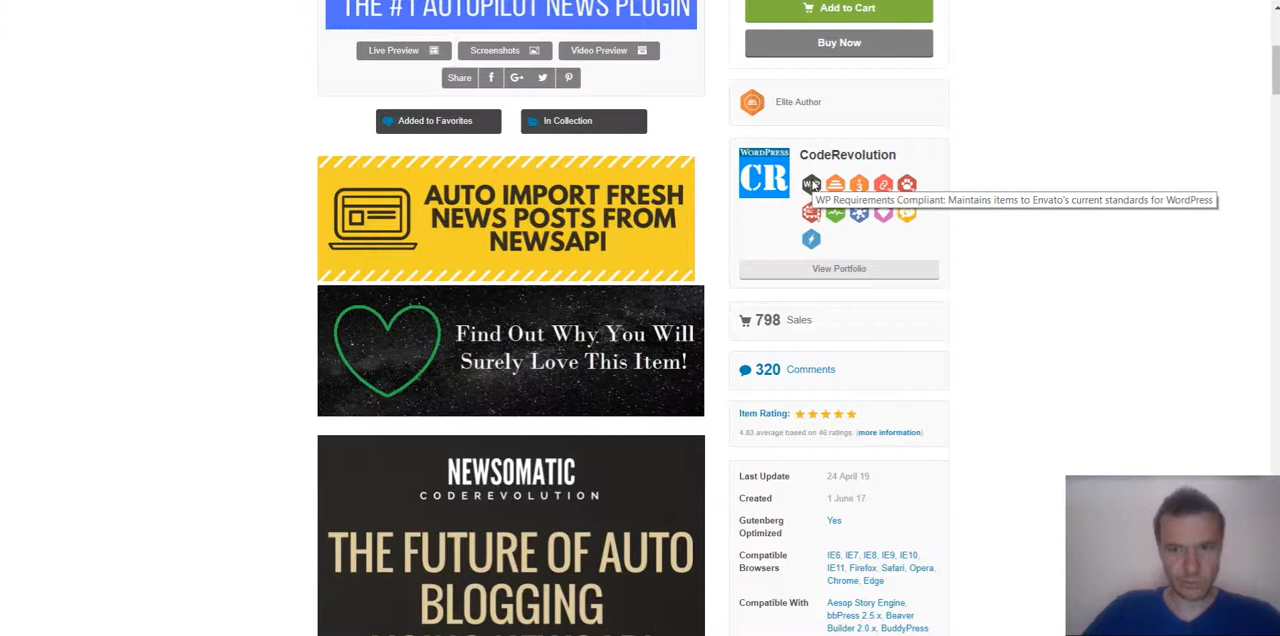 THE #1 AUTOPILOT NEWS PLUGIN
Live Preview
Screenshots
Video Preview
Share
Added to Favorites
In Collection
AUTO IMPORT FRESH
NEWS POSTS FROM
NEWSAPI
Find Out Why You Will
Surely Love This Item!
NEWSOMATIC
CODEREVOLUTION
THE FUTURE OF AUTO
BLOGGING
Add to Cart
Buy Now
Elite Author
WORDPRESS
CR
CodeRevolution
WP Requirements Compliant: Maintains items to Envato's current standards for WordPress
View Portfolio
798 Sales
320 Comments
Item Rating:
4.83 average based on 46 ratings. (more information)
Last Update 24 April 19
Created 1 June 17
Gutenberg Yes
Optimized
Compatible IE6, IE7, IE8, IE9, IE10,
Browsers IE11, Firefox, Safari, Opera,
Chrome, Edge
Compatible With Aesop Story Engine,
bbPress 2.5.x, Beaver
Builder 2.0.x, BuddyPress